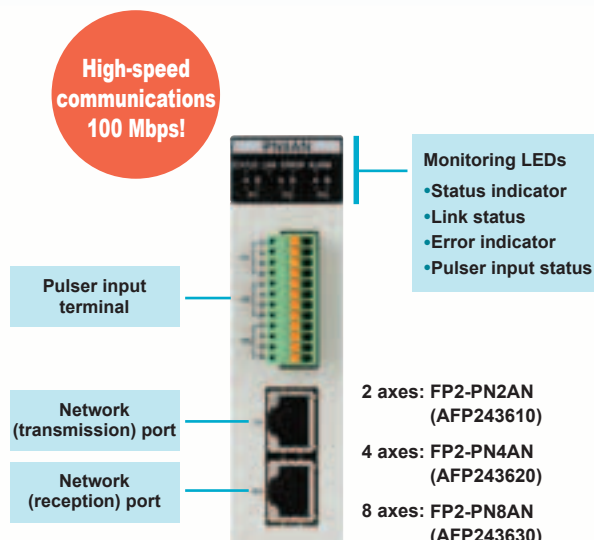 High-speed
communications
100 Mbps!
PN8AN
Monitoring LEDs
•Status indicator
•Link status
•Error indicator
•Pulser input status
Pulser input
terminal
Network
(transmission) port
Network
(reception) port
2 axes: FP2-PN2AN
(AFP243610)
4 axes: FP2-PN4AN
(AFP243620)
8 axes: FP2-PN8AN
(AFP243630)